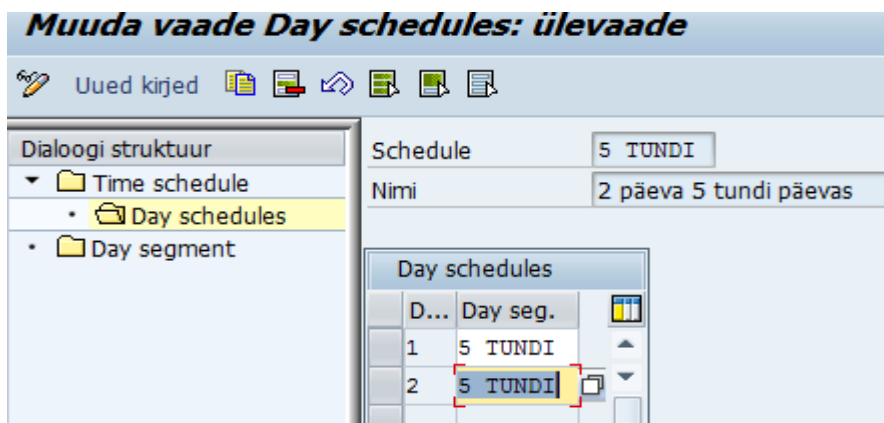 Muuda vaade Day schedules: ülevaade
Uued kirjed
Dialoogi struktuur
Time schedule
Day schedules
Day segment
Schedule 5 TUNDI
Nimi 2 päeva 5 tundi päevas
Day schedules
D... Day seg.
1 5 TUNDI
2 5 TUNDI